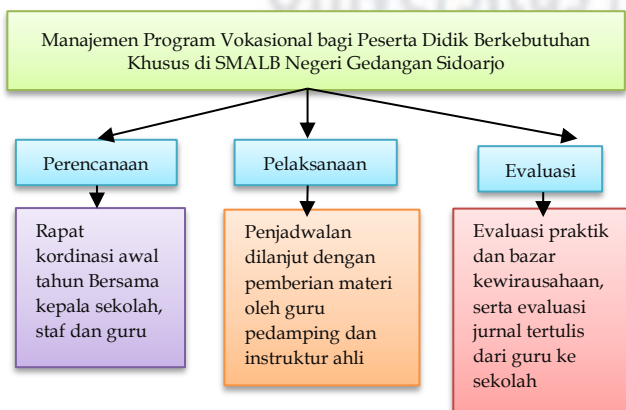 Manajemen Program Vokasional bagi Peserta Didik Berkebutuhan
Khusus di SMALB Negeri Gedangan Sidoarjo
Perencanaan
Pelaksanaan
Evaluasi
Rapat
kordinasi awal
tahun Bersama
kepala sekolah,
staf dan guru
Penjadwalan
dilanjut dengan
pemberian materi
oleh guru
pedamping dan
instruktur ahli
Evaluasi praktik
dan bazar
kewirausahaan,
serta evaluasi
jurnal tertulis
dari guru ke
sekolah